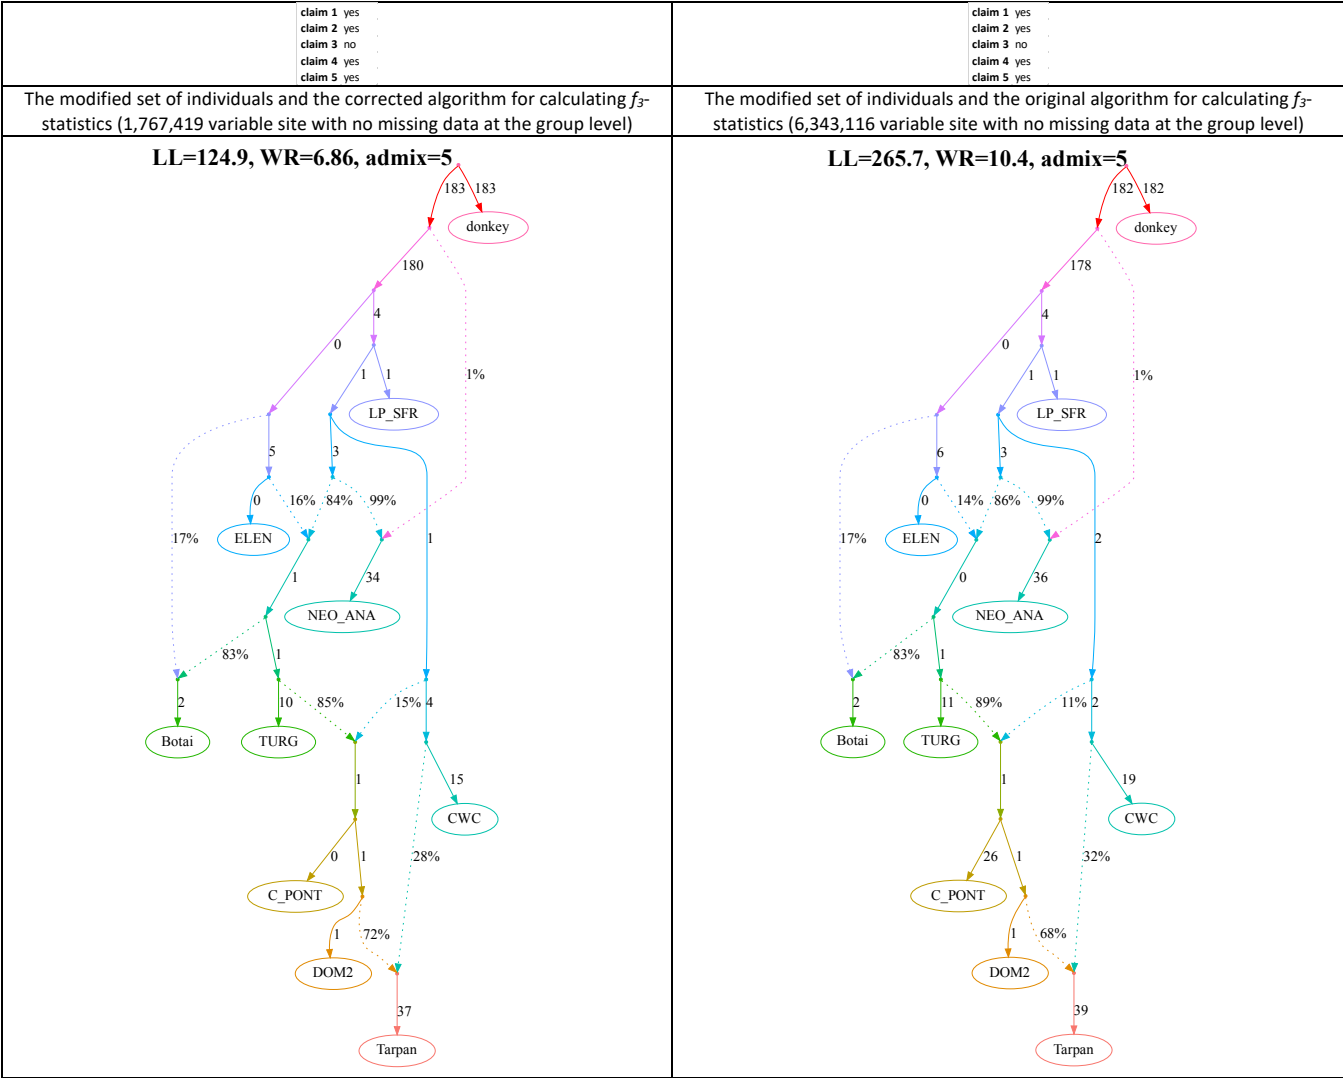 claim 1 yes
claim 2 yes
claim 3 no
claim 4 yes
claim 5 yes
The modified set of individuals and the corrected algorithm for calculating f3-
statistics (1,767,419 variable site with no missing data at the group level)
LL=124.9, WR=6.86, admix=5
183 183
donkey
180
4
0
1 1 1%
LP_SFR
5 3
0 16% 84% 99%
17% ELEN 1
1 34
NEO_ANA
83% 1
2 10 85% 15% 4
Botai TURG
1 15
CWC
0 1 28%
C_PONT
1 72%
DOM2
37
Tarpan
claim 1 yes
claim 2 yes
claim 3 no
claim 4 yes
claim 5 yes
The modified set of individuals and the original algorithm for calculating f3-
statistics (6,343,116 variable site with no missing data at the group level)
LL=265.7, WR=10.4, admix=5
182 182
donkey
178
4
0
1 1 1%
LP_SFR
6 3
0 14% 86% 99%
17% ELEN 2
0 36
NEO_ANA
83% 1
2 11 89% 11% 2
Botai TURG
1 19
CWC
26 1 32%
C_PONT
1 68%
DOM2
39
Tarpan